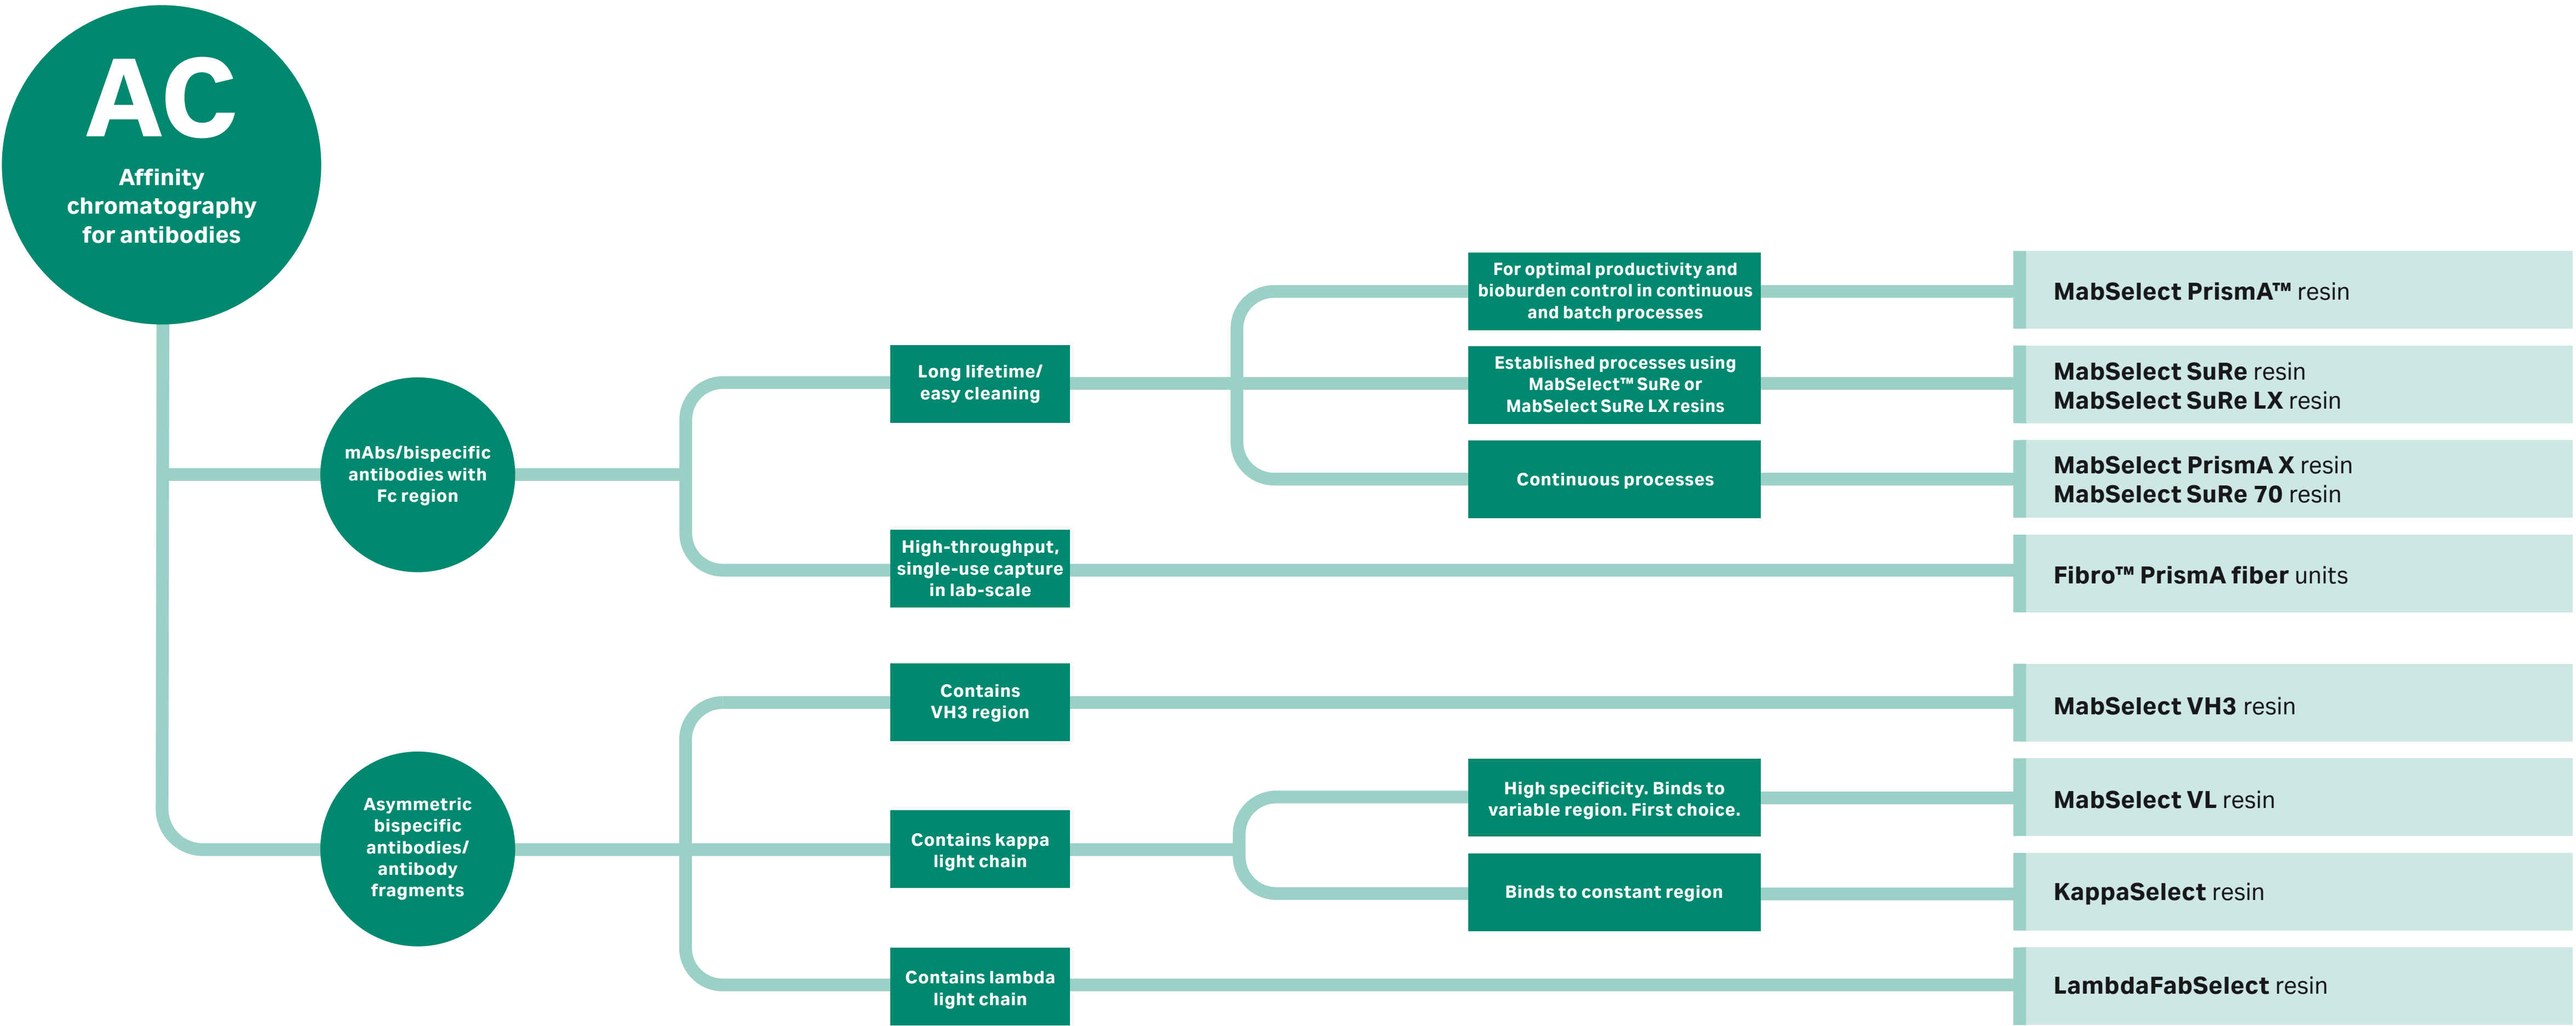 AC
Affinity
chromatography
for antibodies
mAbs/bispecific
antibodies with
Fc region
Long lifetime/
easy cleaning
For optimal productivity and
bioburden control in continuous
and batch processes
MabSelect PrismA™ resin
Established processes using
MabSelect™ SuRe or
MabSelect SuRe LX resins
MabSelect SuRe resin
MabSelect SuRe LX resin
Continuous processes
MabSelect PrismA X resin
MabSelect SuRe 70 resin
High-throughput,
single-use capture
in lab-scale
Fibro™ PrismA fiber units
Asymmetric
bispecific
antibodies/
antibody
fragments
Contains
VH3 region
MabSelect VH3 resin
Contains kappa
light chain
High specificity. Binds to
variable region. First choice.
MabSelect VL resin
Binds to constant region
KappaSelect resin
Contains lambda
light chain
LambdaFabSelect resin